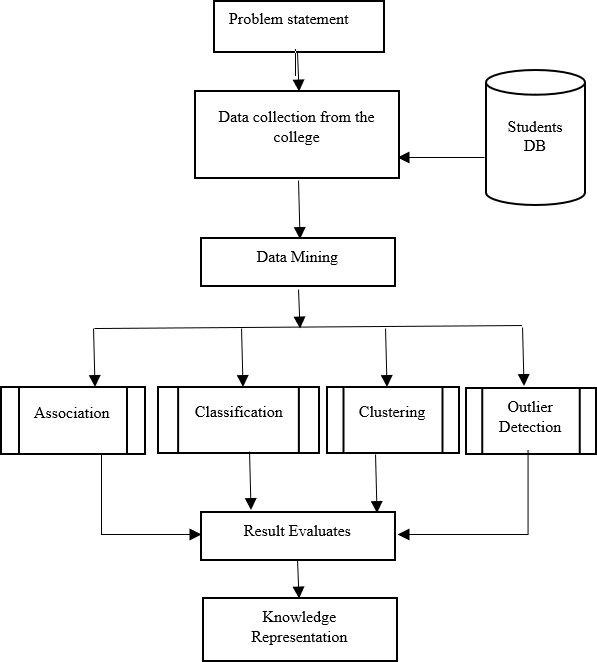 Problem statement
Data collection from the
college
Students
DB
Data Mining
Association
Classification
Clustering
Outlier
Detection
Result Evaluates
Knowledge
Representation